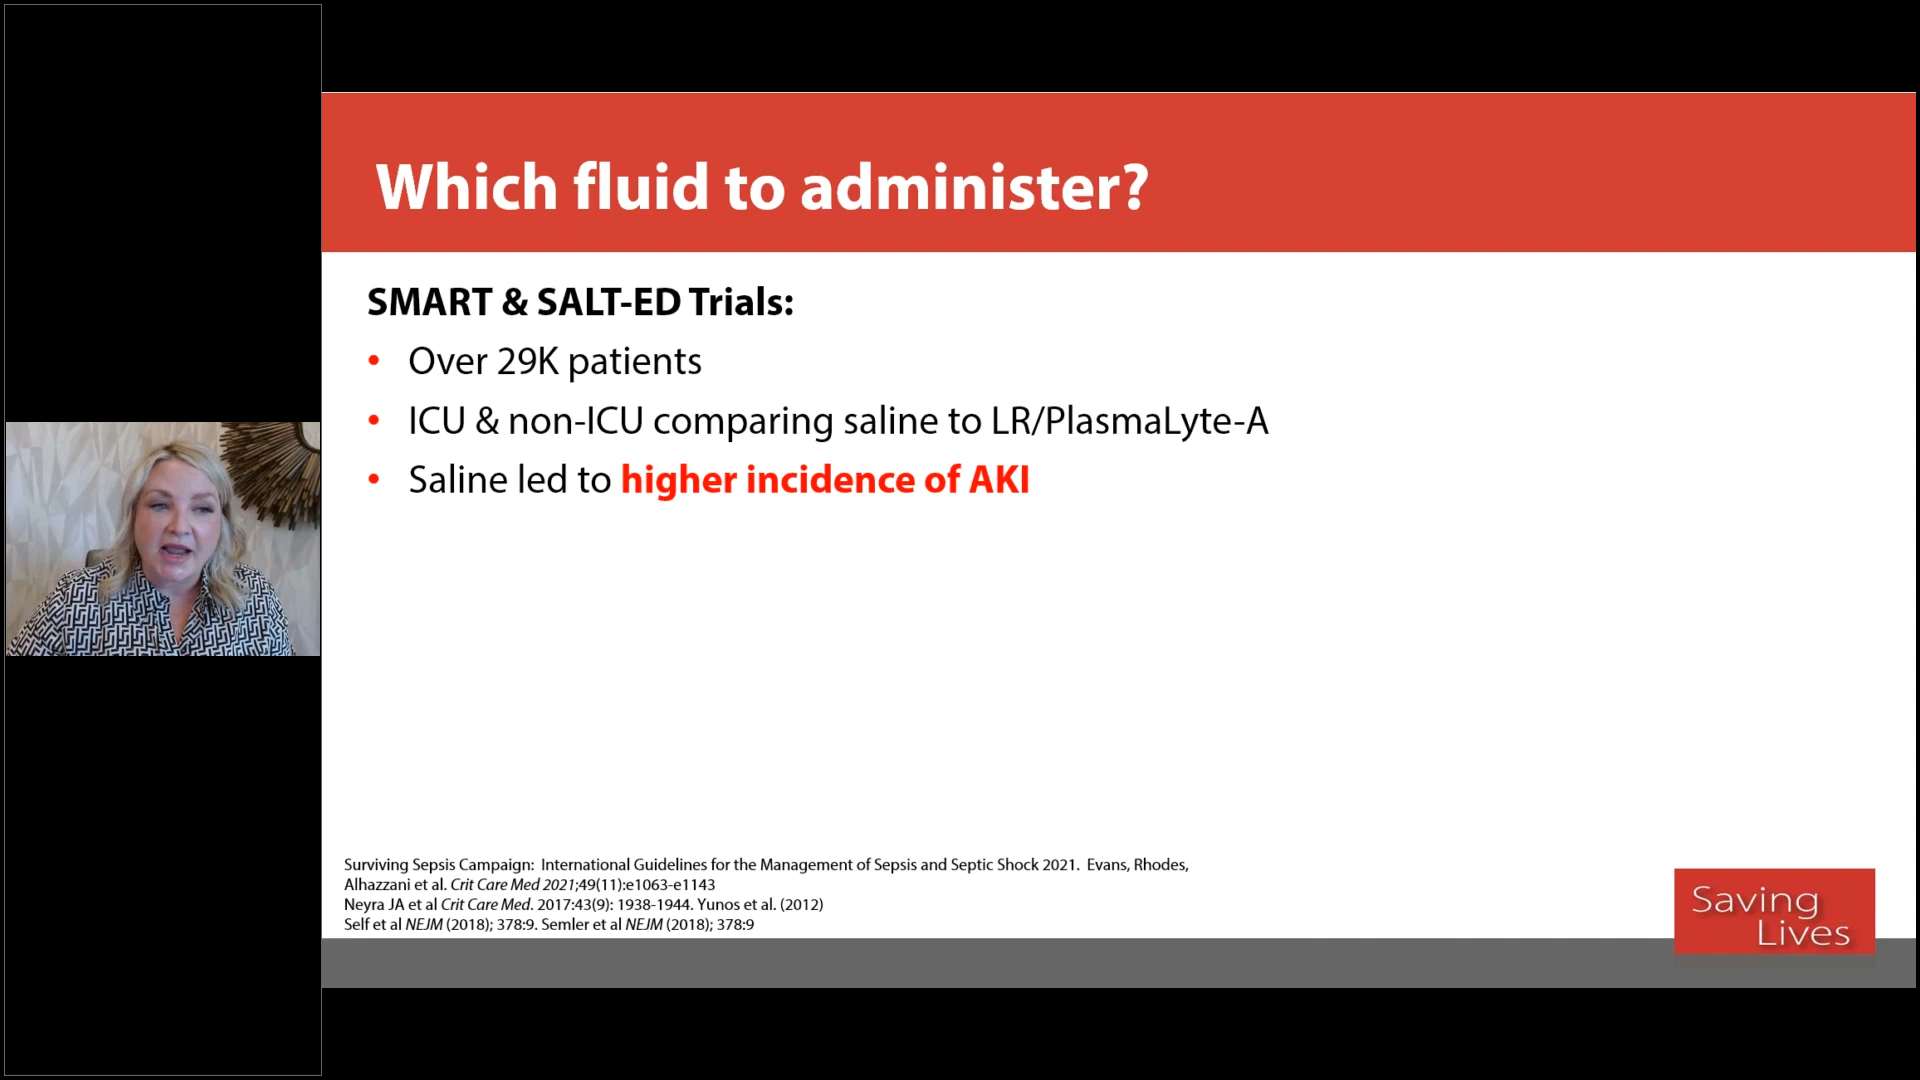 Which fluid to administer?
SMART & SALT-ED Trials:
• Over 29K patients
• ICU & non-ICU comparing saline to LR/PlasmaLyte-A
• Saline led to higher incidence of AKI
Surviving Sepsis Campaign: International Guidelines for the Management of Sepsis and Septic Shock 2021. Evans, Rhodes,
Alhazzani et al. Crit Care Med 2021;49(11):e1063-e1143
Neyra JA et al Crit Care Med. 2017:43(9): 1938-1944. Yunos et al. (2012)
Self et al NEJM (2018); 378:9. Semler et al NEJM (2018); 378:9
Saving
Lives